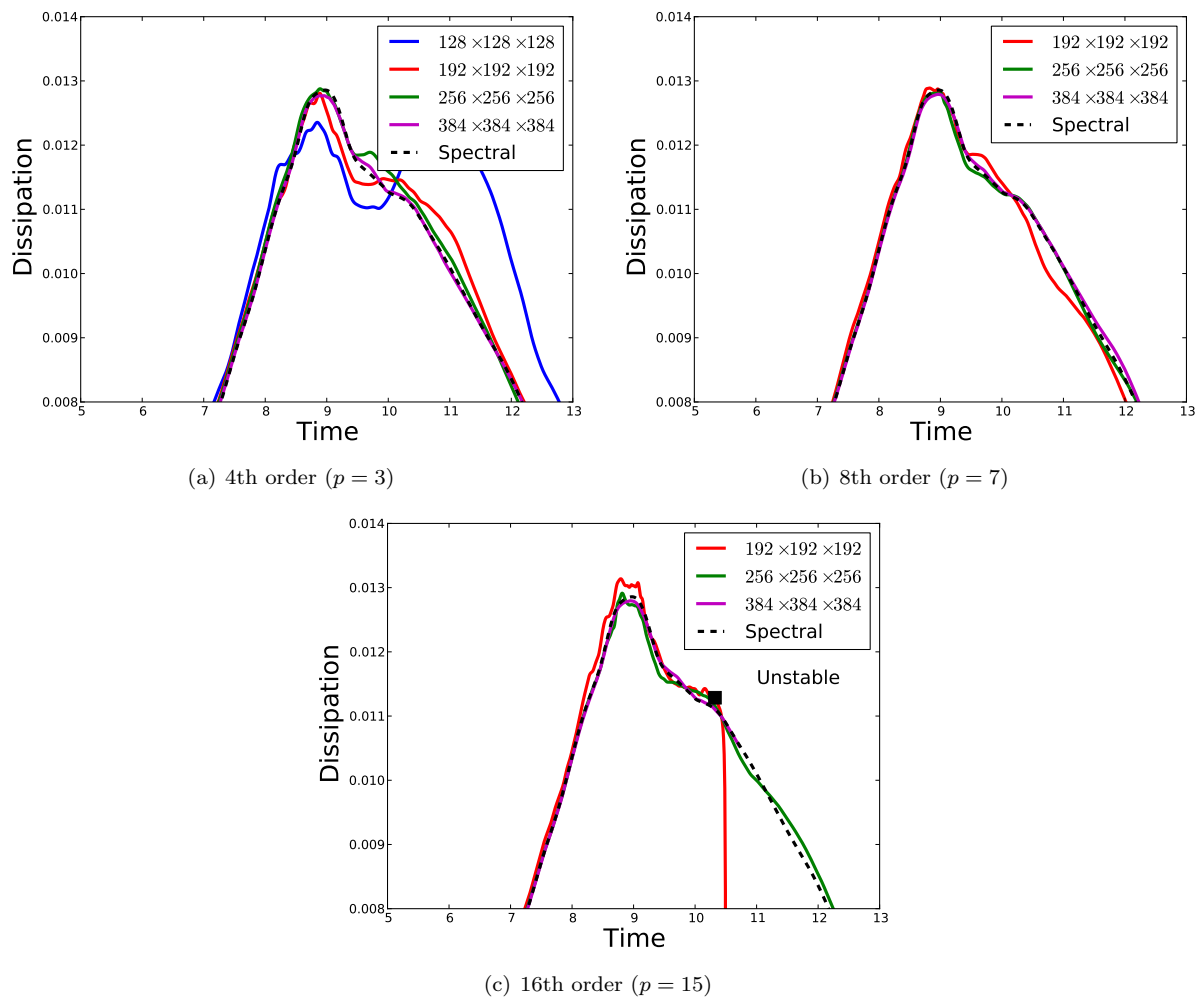 0.014
0.013
0.012
0.011
0.010
0.009
0.008
Dissipation
128 ×128 ×128
192 ×192 ×192
256 ×256 ×256
384 ×384 ×384
Spectral
5 6 7 8 9 10 11 12 13
Time
(a) 4th order (p = 3)
0.014
0.013
0.012
0.011
0.010
0.009
0.008
Dissipation
192 ×192 ×192
256 ×256 ×256
384 ×384 ×384
Spectral
5 6 7 8 9 10 11 12 13
Time
(b) 8th order (p = 7)
0.014
0.013
0.012
0.011
0.010
0.009
0.008
Dissipation
192 ×192 ×192
256 ×256 ×256
384 ×384 ×384
Spectral
Unstable
5 6 7 8 9 10 11 12 13
Time
(c) 16th order (p = 15)